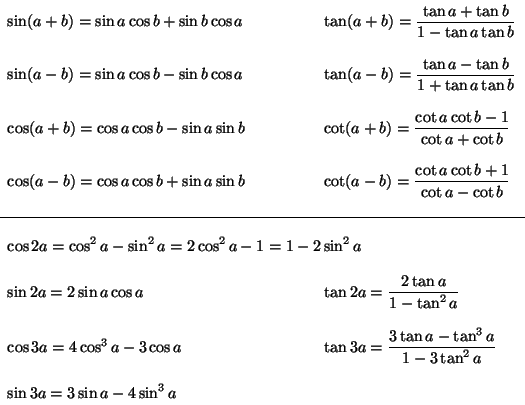 sin(a + b) = sin a cos b + sin b cos a    tan(a + b) = (tan a + tan b)/(1 − tan a tan b)
sin(a − b) = sin a cos b − sin b cos a    tan(a − b) = (tan a − tan b)/(1 + tan a tan b)
cos(a + b) = cos a cos b − sin a sin b    cot(a + b) = (cot a cot b − 1)/(cot a + cot b)
cos(a − b) = cos a cos b + sin a sin b    cot(a − b) = (cot a cot b + 1)/(cot a − cot b)
cos 2a = cos² a − sin² a = 2 cos² a − 1 = 1 − 2 sin² a
sin 2a = 2 sin a cos a    tan 2a = (2 tan a)/(1 − tan² a)
cos 3a = 4 cos³ a − 3 cos a    tan 3a = (3 tan a − tan³ a)/(1 − 3 tan² a)
sin 3a = 3 sin a − 4 sin³ a